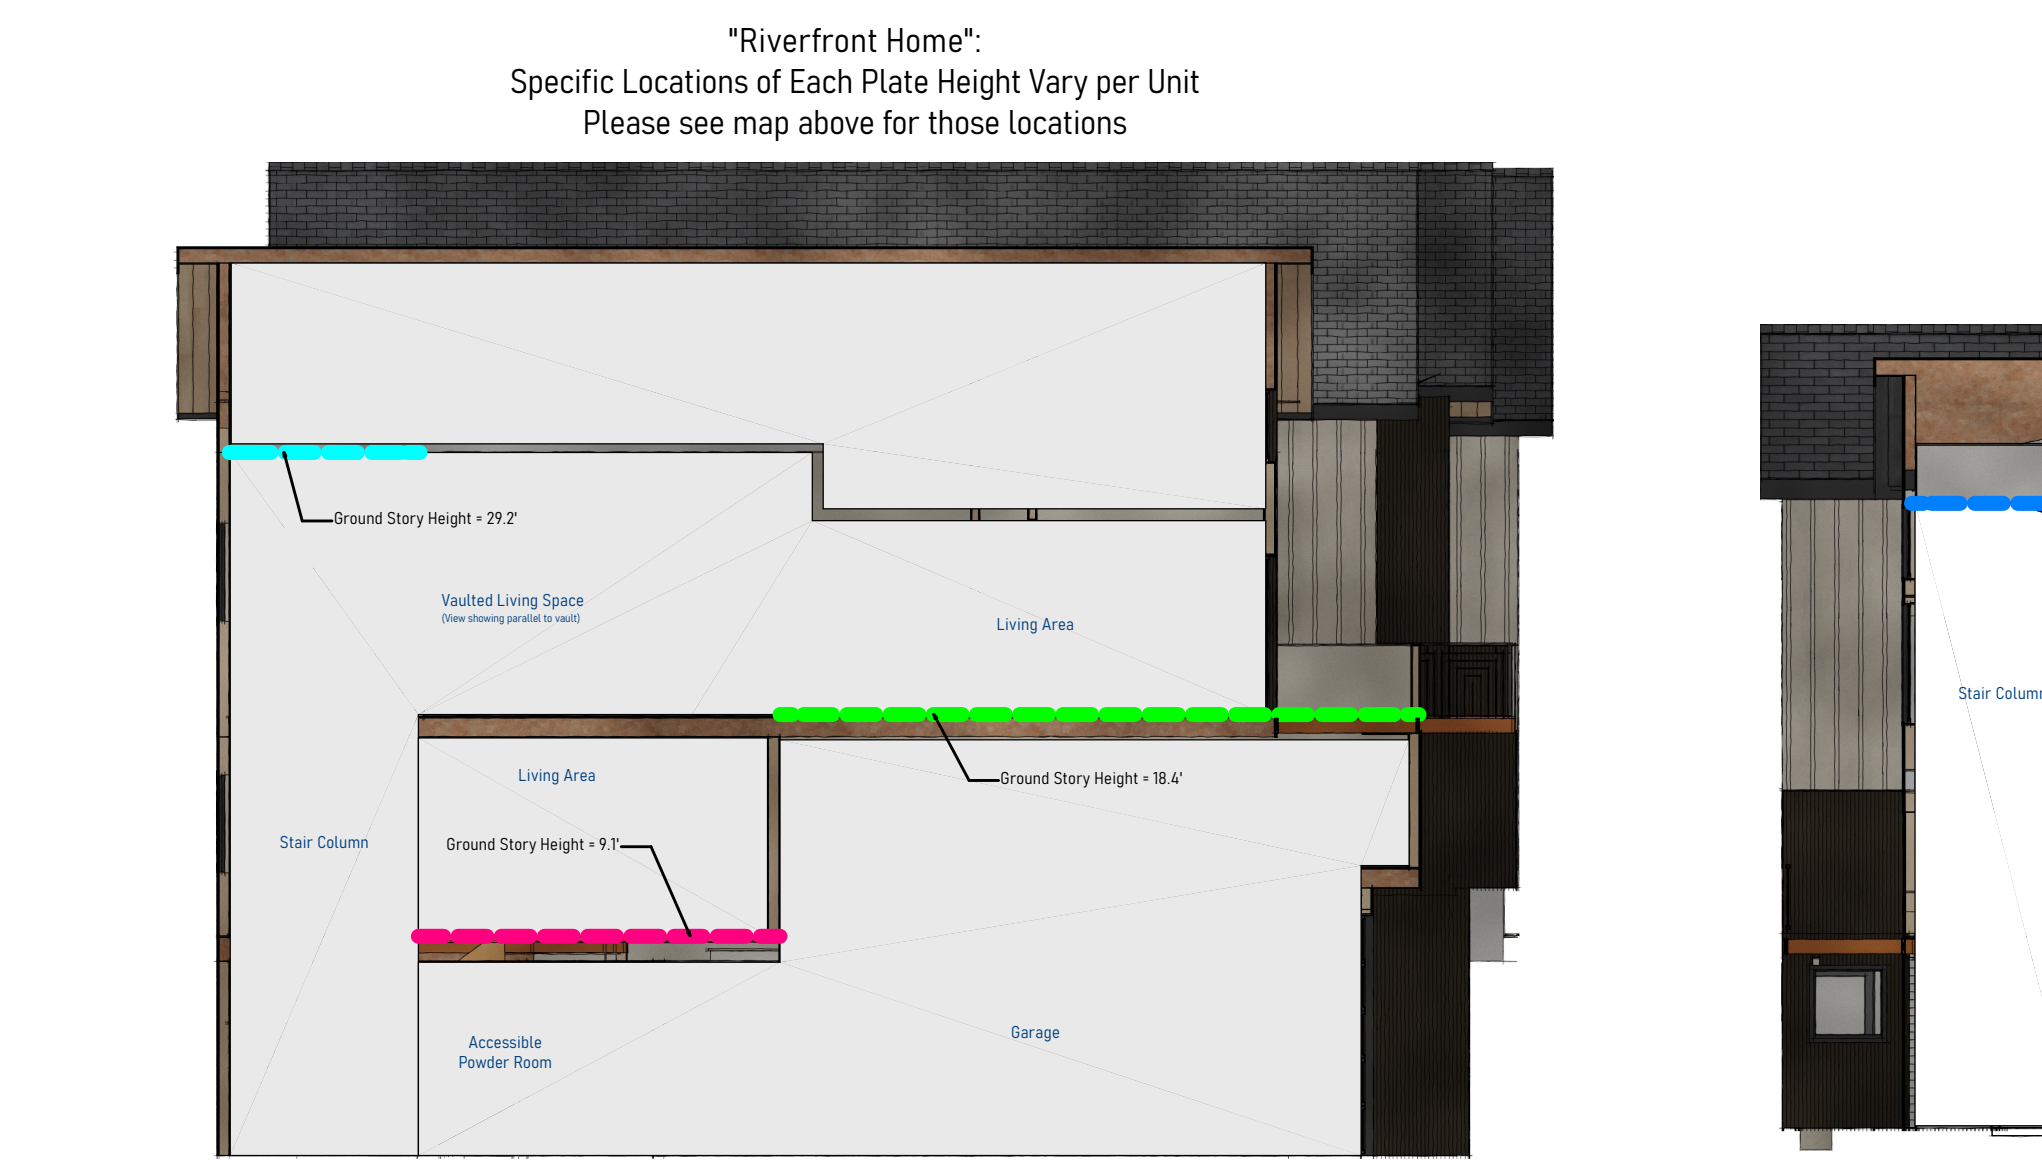 "Riverfront Home":
Specific Locations of Each Plate Height Vary per Unit
Please see map above for those locations
Ground Story Height = 29.2'
Vaulted Living Space
(View showing parallel to vault)
Living Area
Stair Column
Living Area
Ground Story Height = 18.4'
Stair Column
Ground Story Height = 9.1'
Accessible
Powder Room
Garage